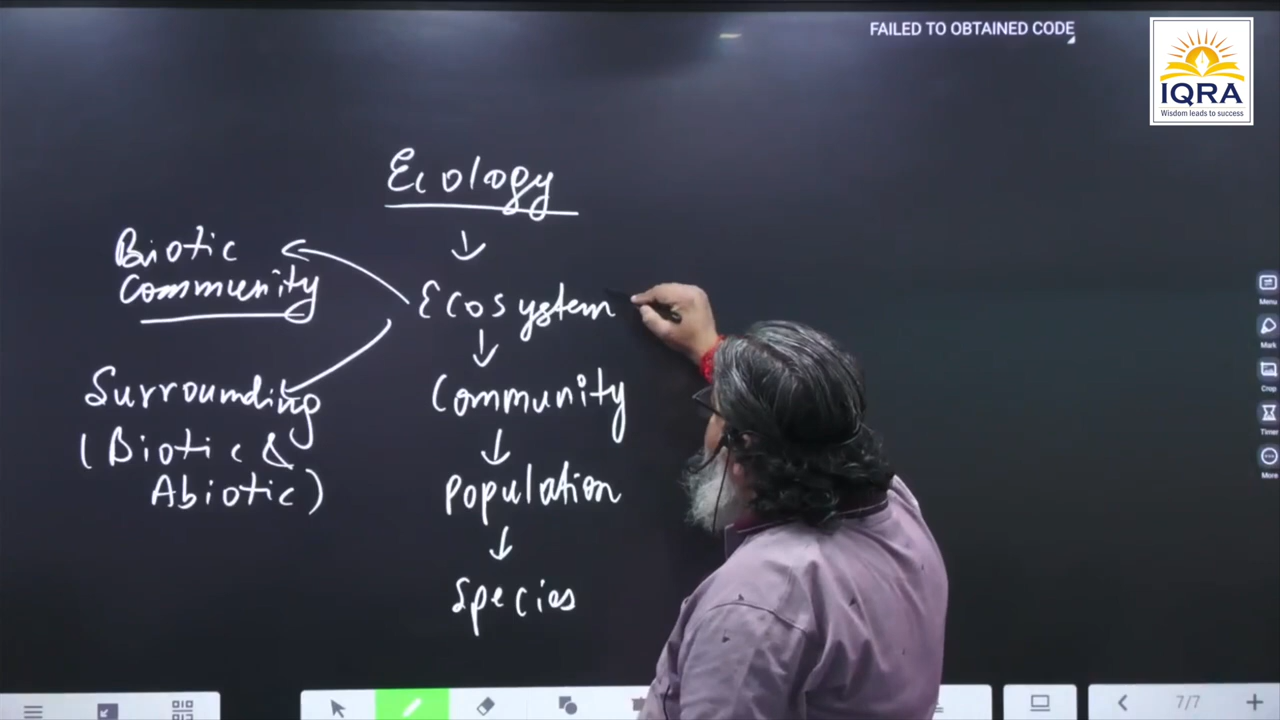 FAILED TO OBTAINED CODE
IQRA
Wisdom leads to success
Ecology
Biotic
Community
Ecosystem
Surrounding
(Biotic &
Abiotic)
Community
Population
Species
Menu
Mark
Crop
Timer
More
7/7